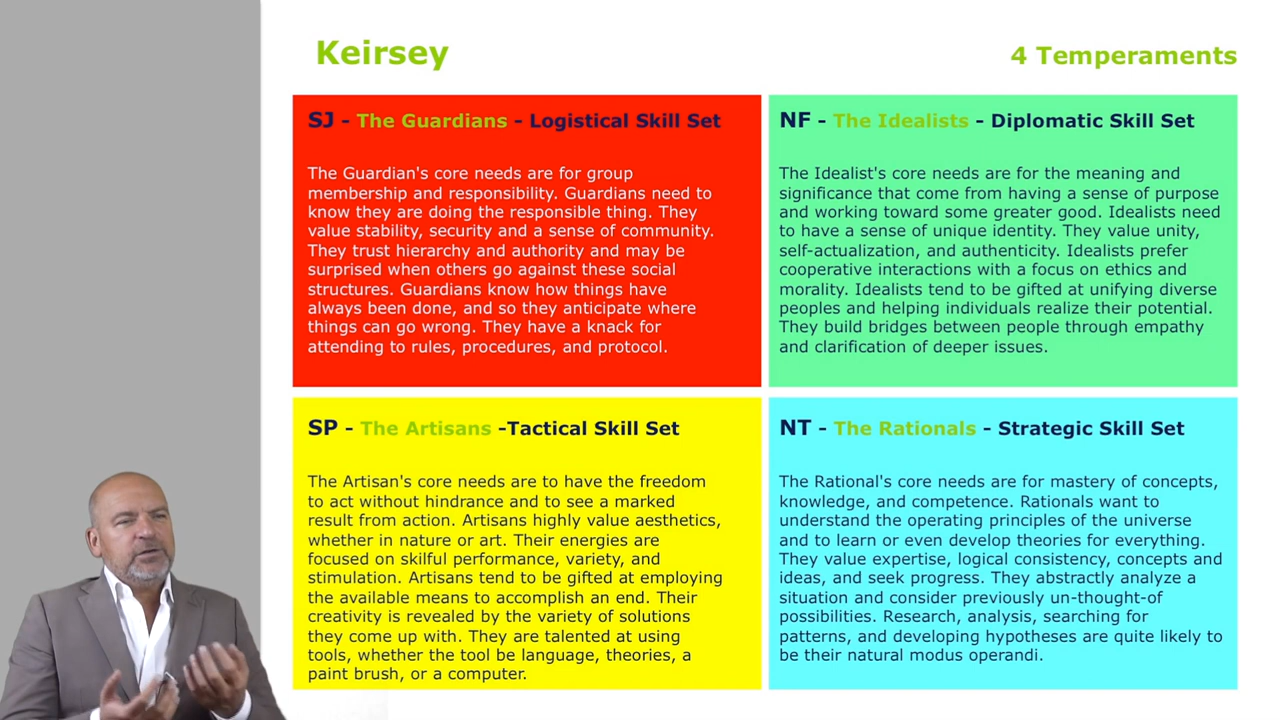 Keirsey
4 Temperaments
SJ - The Guardians - Logistical Skill Set
The Guardian's core needs are for group
membership and responsibility. Guardians need to
know they are doing the responsible thing. They
value stability, security and a sense of community.
They trust hierarchy and authority and may be
surprised when others go against these social
structures. Guardians know how things have
always been done, and so they anticipate where
things can go wrong. They have a knack for
attending to rules, procedures, and protocol.
NF - The Idealists - Diplomatic Skill Set
The Idealist's core needs are for the meaning and
significance that come from having a sense of purpose
and working toward some greater good. Idealists need
to have a sense of unique identity. They value unity,
self-actualization, and authenticity. Idealists prefer
cooperative interactions with a focus on ethics and
morality. Idealists tend to be gifted at unifying diverse
peoples and helping individuals realize their potential.
They build bridges between people through empathy
and clarification of deeper issues.
SP - The Artisans -Tactical Skill Set
The Artisan's core needs are to have the freedom
to act without hindrance and to see a marked
result from action. Artisans highly value aesthetics,
whether in nature or art. Their energies are
focused on skilful performance, variety, and
stimulation. Artisans tend to be gifted at employing
the available means to accomplish an end. Their
creativity is revealed by the variety of solutions
they come up with. They are talented at using
tools, whether the tool be language, theories, a
paint brush, or a computer.
NT - The Rationals - Strategic Skill Set
The Rational's core needs are for mastery of concepts,
knowledge, and competence. Rationals want to
understand the operating principles of the universe
and to learn or even develop theories for everything.
They value expertise, logical consistency, concepts and
ideas, and seek progress. They abstractly analyze a
situation and consider previously un-thought-of
possibilities. Research, analysis, searching for
patterns, and developing hypotheses are quite likely to
be their natural modus operandi.